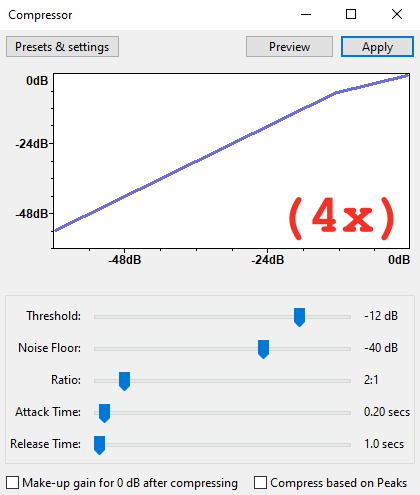 Compressor
Presets & settings Preview Apply
0dB
-24dB
-48dB
(4x)
-48dB -24dB 0dB
Threshold: -12 dB
Noise Floor: -40 dB
Ratio: 2:1
Attack Time: 0.20 secs
Release Time: 1.0 secs
Make-up gain for 0 dB after compressing Compress based on Peaks